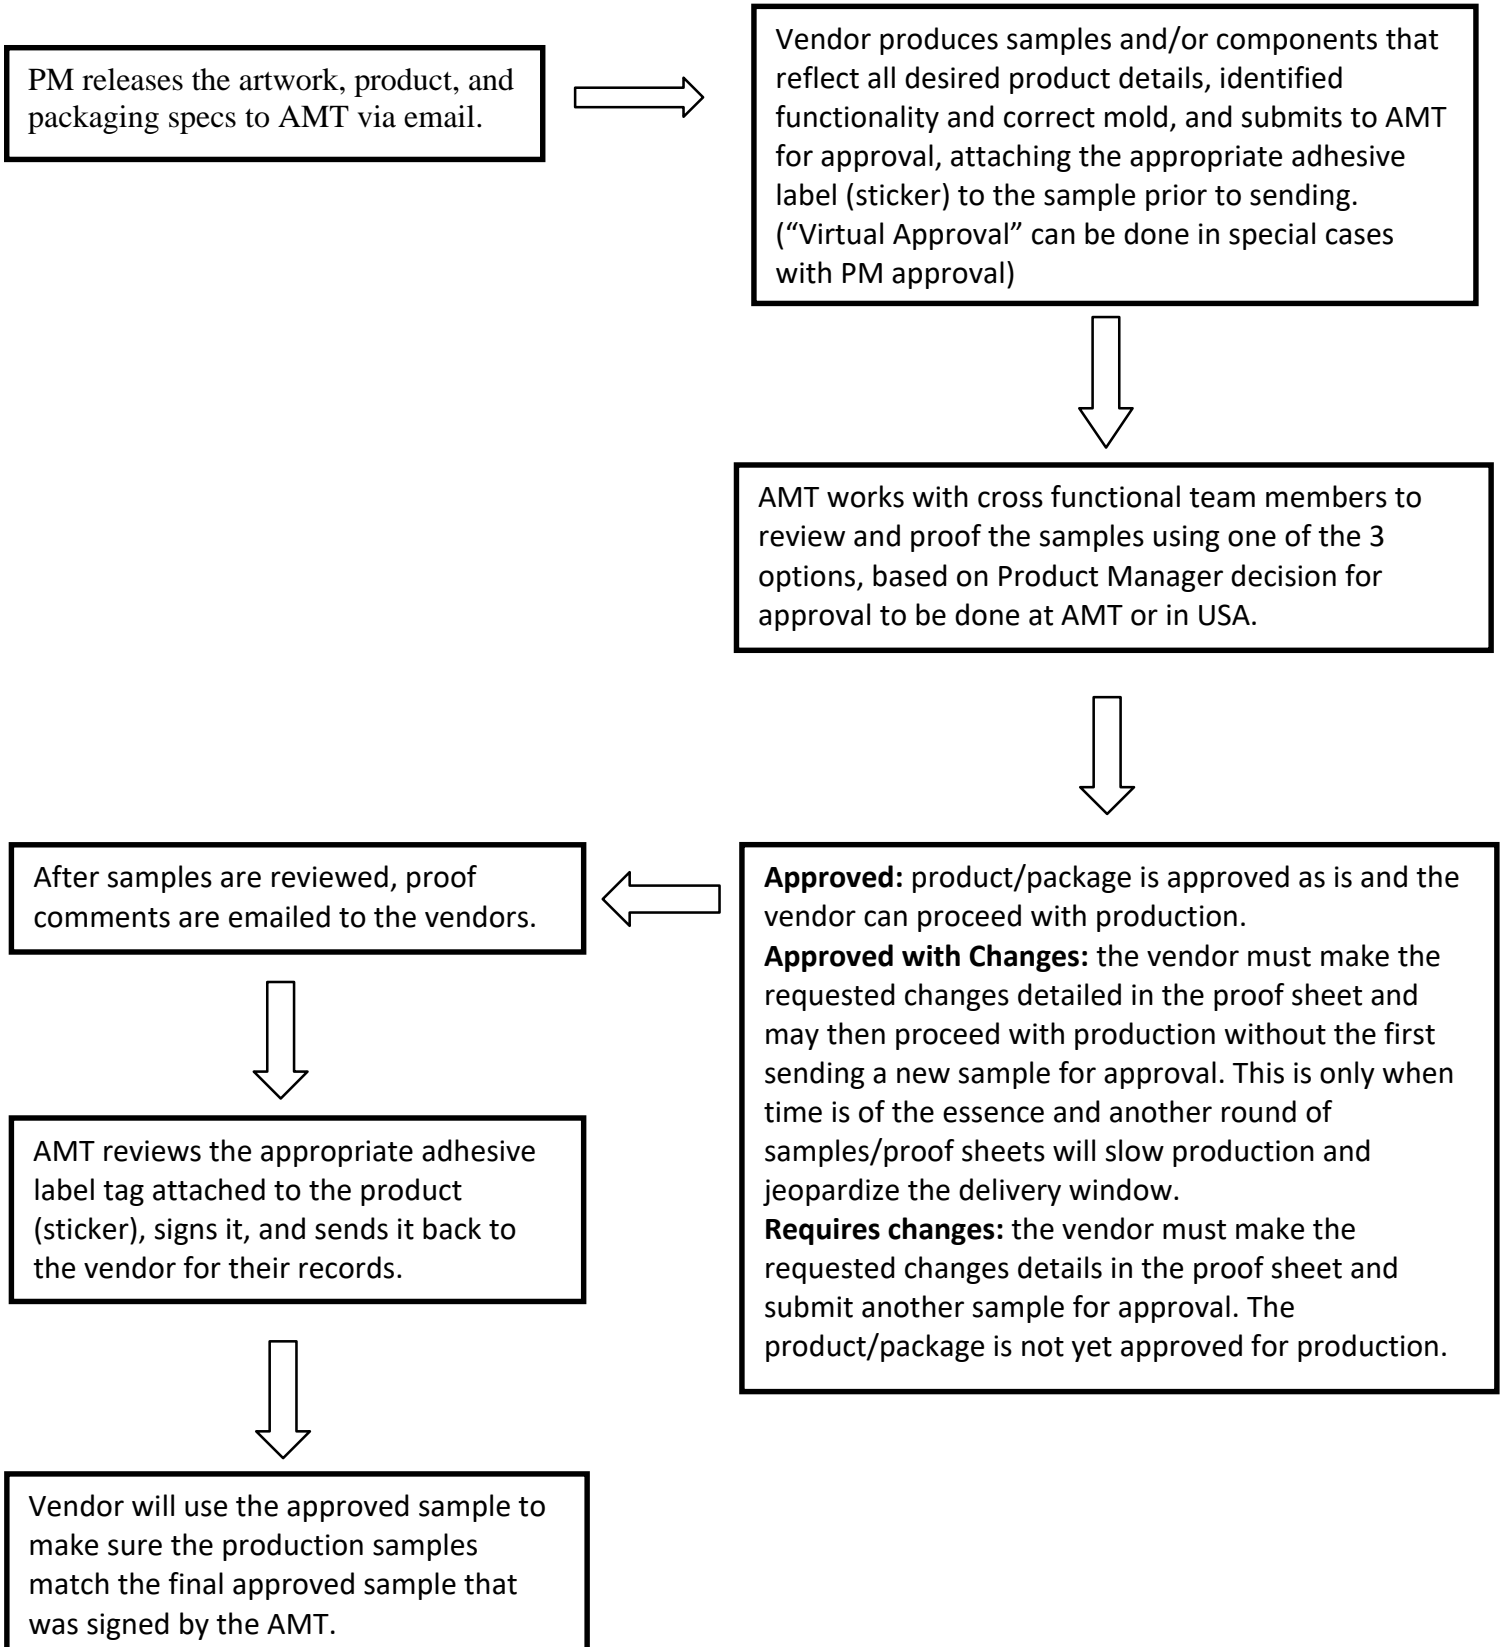 PM releases the artwork, product, and
packaging specs to AMT via email.
Vendor produces samples and/or components that
reflect all desired product details, identified
functionality and correct mold, and submits to AMT
for approval, attaching the appropriate adhesive
label (sticker) to the sample prior to sending.
(“Virtual Approval” can be done in special cases
with PM approval)
AMT works with cross functional team members to
review and proof the samples using one of the 3
options, based on Product Manager decision for
approval to be done at AMT or in USA.
Approved: product/package is approved as is and the
vendor can proceed with production.
Approved with Changes: the vendor must make the
requested changes detailed in the proof sheet and
may then proceed with production without the first
sending a new sample for approval. This is only when
time is of the essence and another round of
samples/proof sheets will slow production and
jeopardize the delivery window.
Requires changes: the vendor must make the
requested changes details in the proof sheet and
submit another sample for approval. The
product/package is not yet approved for production.
After samples are reviewed, proof
comments are emailed to the vendors.
AMT reviews the appropriate adhesive
label tag attached to the product
(sticker), signs it, and sends it back to
the vendor for their records.
Vendor will use the approved sample to
make sure the production samples
match the final approved sample that
was signed by the AMT.